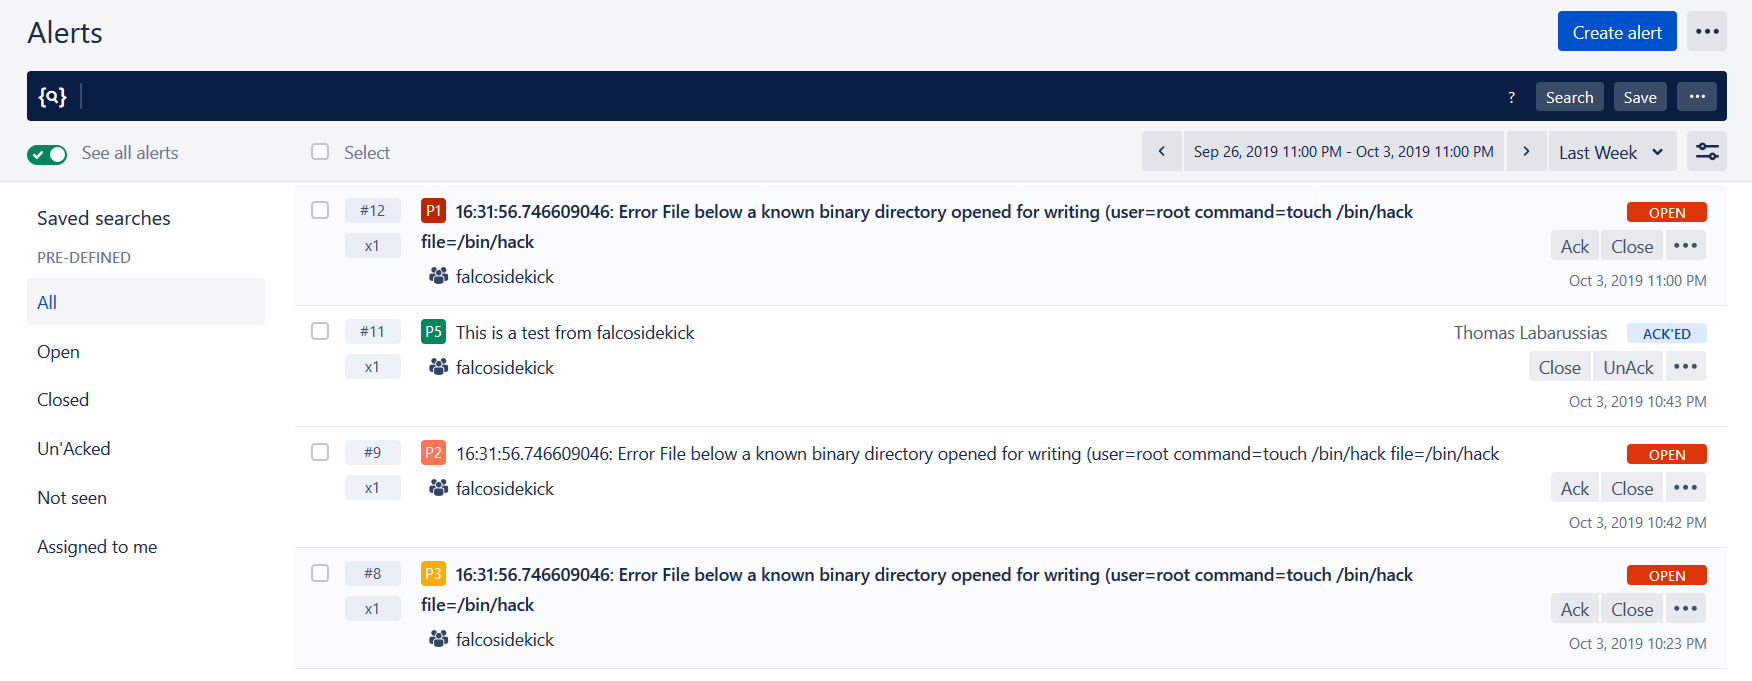 Alerts
Create alert
? Search Save
See all alerts
Select
Sep 26, 2019 11:00 PM - Oct 3, 2019 11:00 PM
Last Week
Saved searches
PRE-DEFINED
All
Open
Closed
Un'Acked
Not seen
Assigned to me
#12 P1 16:31:56.746609046: Error File below a known binary directory opened for writing (user=root command=touch /bin/hack OPEN
x1 file=/bin/hack Ack Close
falcosidekick Oct 3, 2019 11:00 PM
#11 P5 This is a test from falcosidekick Thomas Labarussias ACK'ED
x1 falcosidekick Close UnAck
Oct 3, 2019 10:43 PM
#9 P2 16:31:56.746609046: Error File below a known binary directory opened for writing (user=root command=touch /bin/hack file=/bin/hack OPEN
x1 falcosidekick Ack Close
Oct 3, 2019 10:42 PM
#8 P3 16:31:56.746609046: Error File below a known binary directory opened for writing (user=root command=touch /bin/hack OPEN
x1 file=/bin/hack Ack Close
falcosidekick Oct 3, 2019 10:23 PM